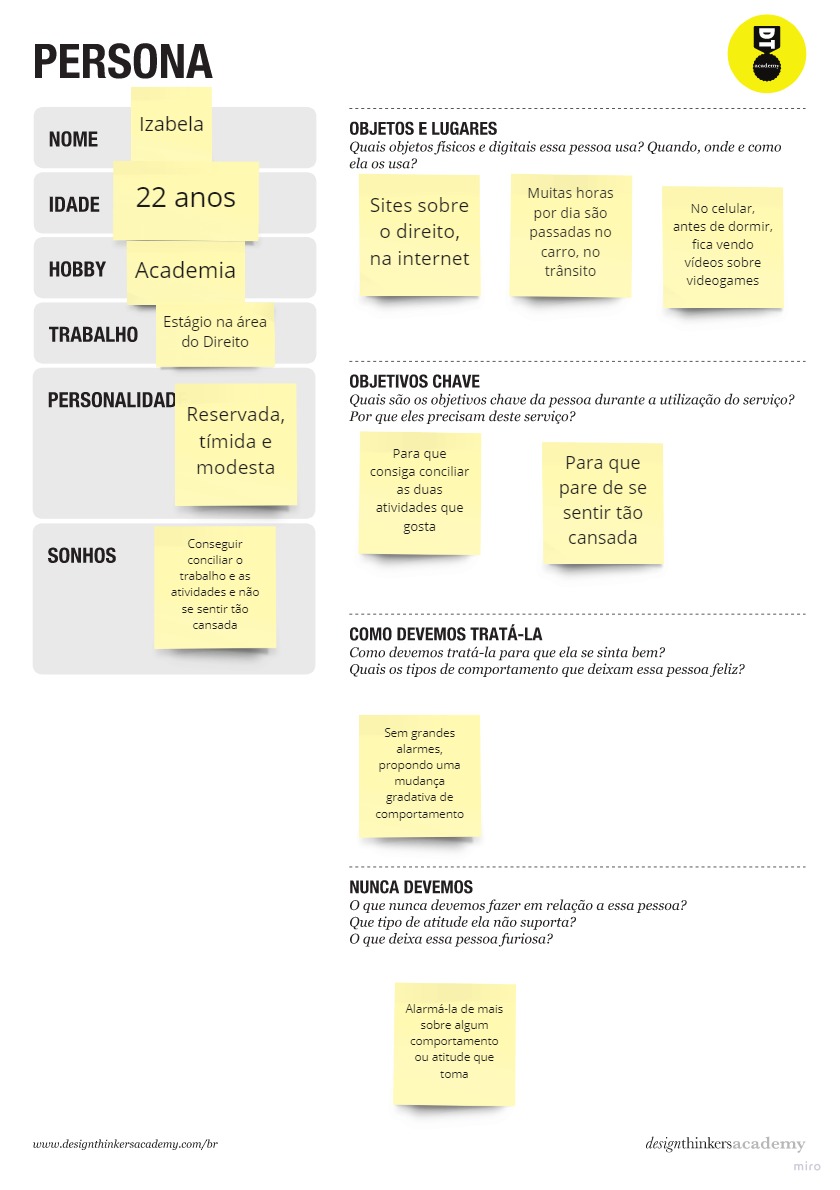 PERSONA
DT
academy
NOME
Izabela
IDADE
22 anos
HOBBY
Academia
TRABALHO
Estágio na área
do Direito
PERSONALIDAD
Reservada,
tímida e
modesta
SONHOS
Conseguir
conciliar o
trabalho e as
atividades e não
se sentir tão
cansada
OBJETOS E LUGARES
Quais objetos físicos e digitais essa pessoa usa? Quando, onde e como
ela os usa?
Sites sobre
o direito,
na internet
Muitas horas
por dia são
passadas no
carro, no
trânsito
No celular,
antes de dormir,
fica vendo
vídeos sobre
videogames
OBJETIVOS CHAVE
Quais são os objetivos chave da pessoa durante a utilização do serviço?
Por que eles precisam deste serviço?
Para que
consiga conciliar
as duas
atividades que
gosta
Para que
pare de se
sentir tão
cansada
COMO DEVEMOS TRATÁ-LA
Como devemos tratá-la para que ela se sinta bem?
Quais os tipos de comportamento que deixam essa pessoa feliz?
Sem grandes
alarmes,
propondo uma
mudança
gradativa de
comportamento
NUNCA DEVEMOS
O que nunca devemos fazer em relação a essa pessoa?
Que tipo de atitude ela não suporta?
O que deixa essa pessoa furiosa?
Alarmá-la de mais
sobre algum
comportamento
ou atitude que
toma
www.designthinkersacademy.com/br
designthinkersacademy
miro